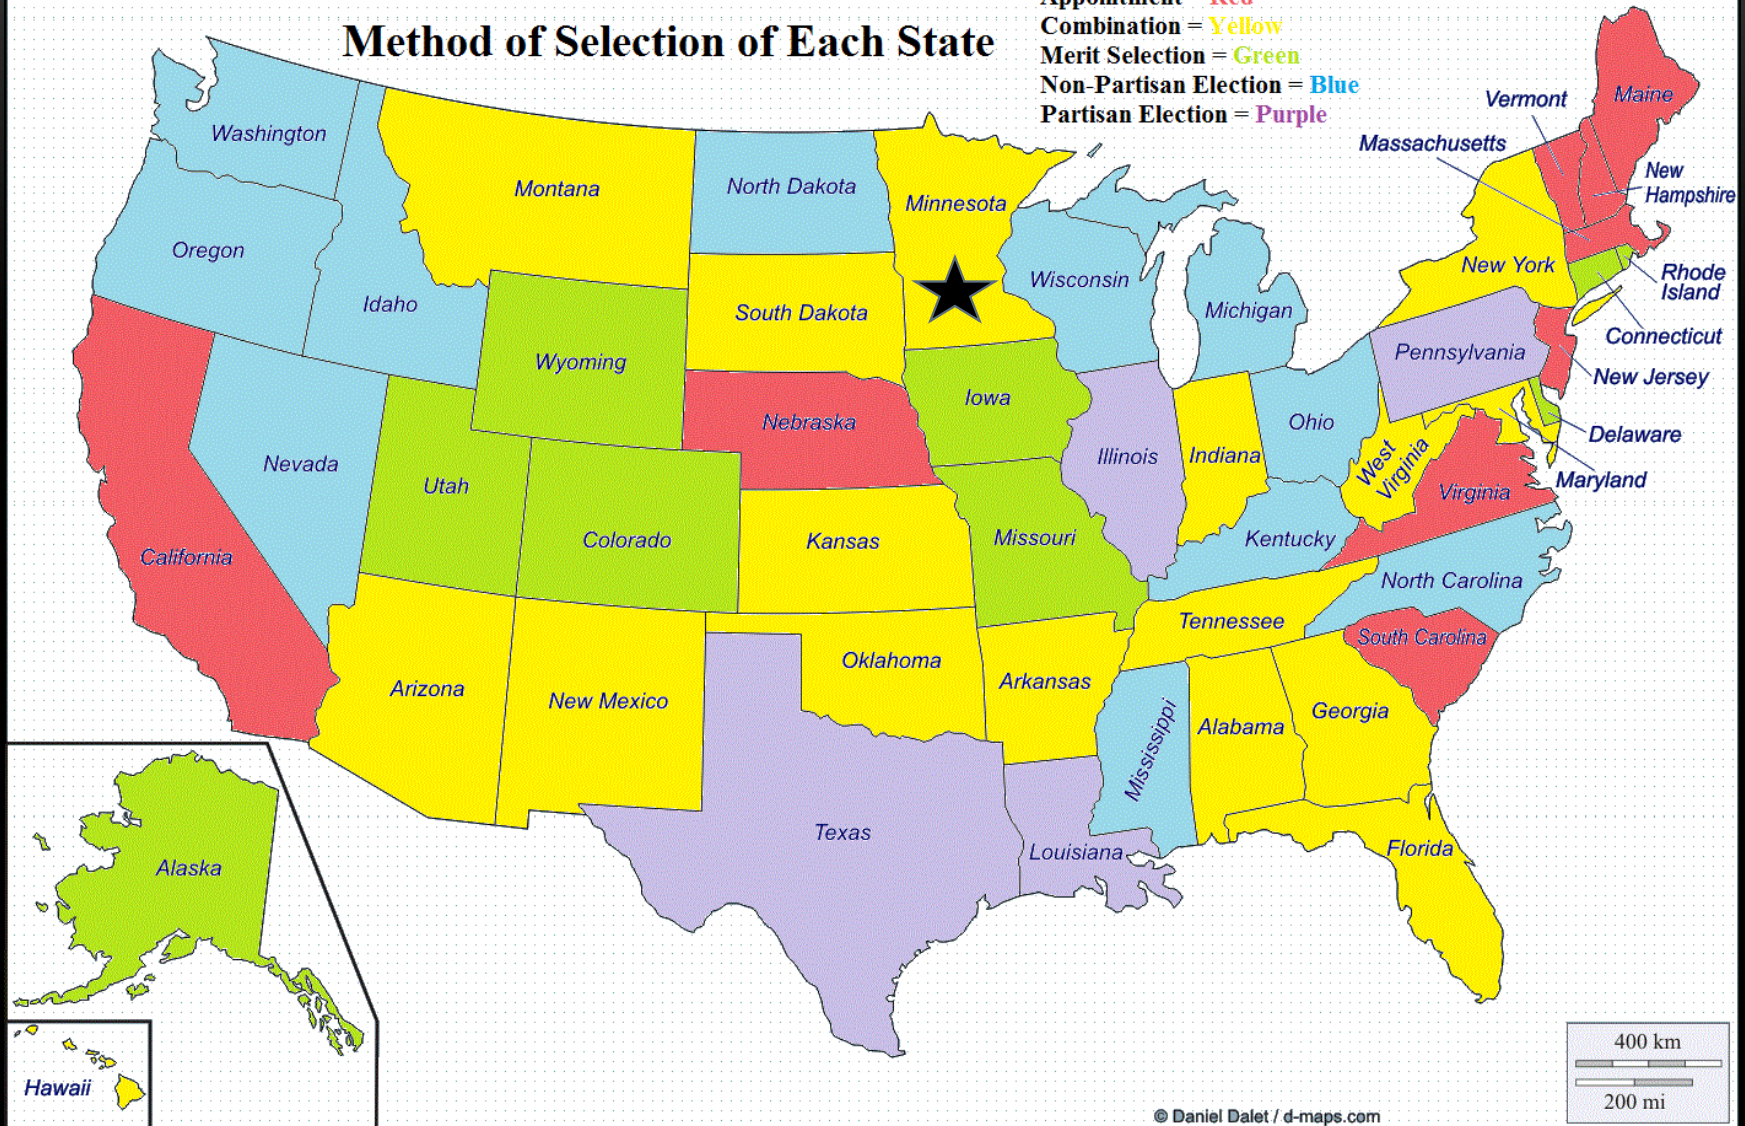 Appointment = Red
Method of Selection of Each State
Combination = Yellow
Merit Selection = Green
Non-Partisan Election = Blue
Partisan Election = Purple
Vermont
Maine
Massachusetts
New
Hampshire
Washington
Montana
North Dakota
Minnesota
Oregon
Idaho
Wisconsin
Michigan
New York
Rhode
Island
South Dakota
Connecticut
Wyoming
Pennsylvania
New Jersey
Nebraska
Iowa
Ohio
Delaware
Nevada
Utah
Illinois
Indiana
West
Virginia
Maryland
Virginia
California
Colorado
Kansas
Missouri
Kentucky
North Carolina
Tennessee
South Carolina
Arizona
New Mexico
Oklahoma
Arkansas
Mississippi
Alabama
Georgia
Texas
Louisiana
Florida
Alaska
Hawaii
400 km
200 mi
© Daniel Dalet / d-maps.com